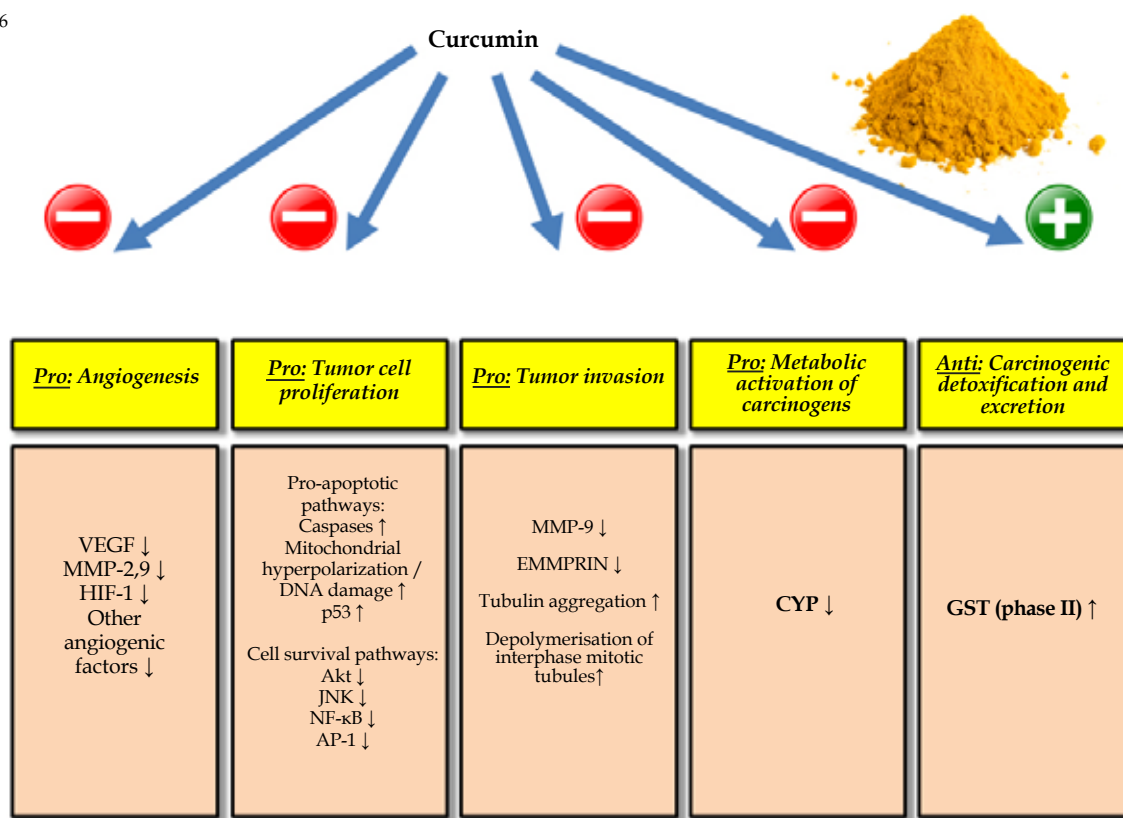 6
Curcumin
Pro: Angiogenesis
Pro: Tumor cell
proliferation
Pro: Tumor invasion
Pro: Metabolic
activation of
carcinogens
Anti: Carcinogenic
detoxification and
excretion
VEGF ↓
MMP-2,9 ↓
HIF-1 ↓
Other
angiogenic
factors ↓
Pro-apoptotic
pathways:
Caspases ↑
Mitochondrial
hyperpolarization /
DNA damage ↑
p53 ↑
Cell survival pathways:
Akt ↓
JNK ↓
NF-κB ↓
AP-1 ↓
MMP-9 ↓
EMMPRIN ↓
Tubulin aggregation ↑
Depolymerisation of
interphase mitotic
tubules↑
CYP ↓
GST (phase II) ↑